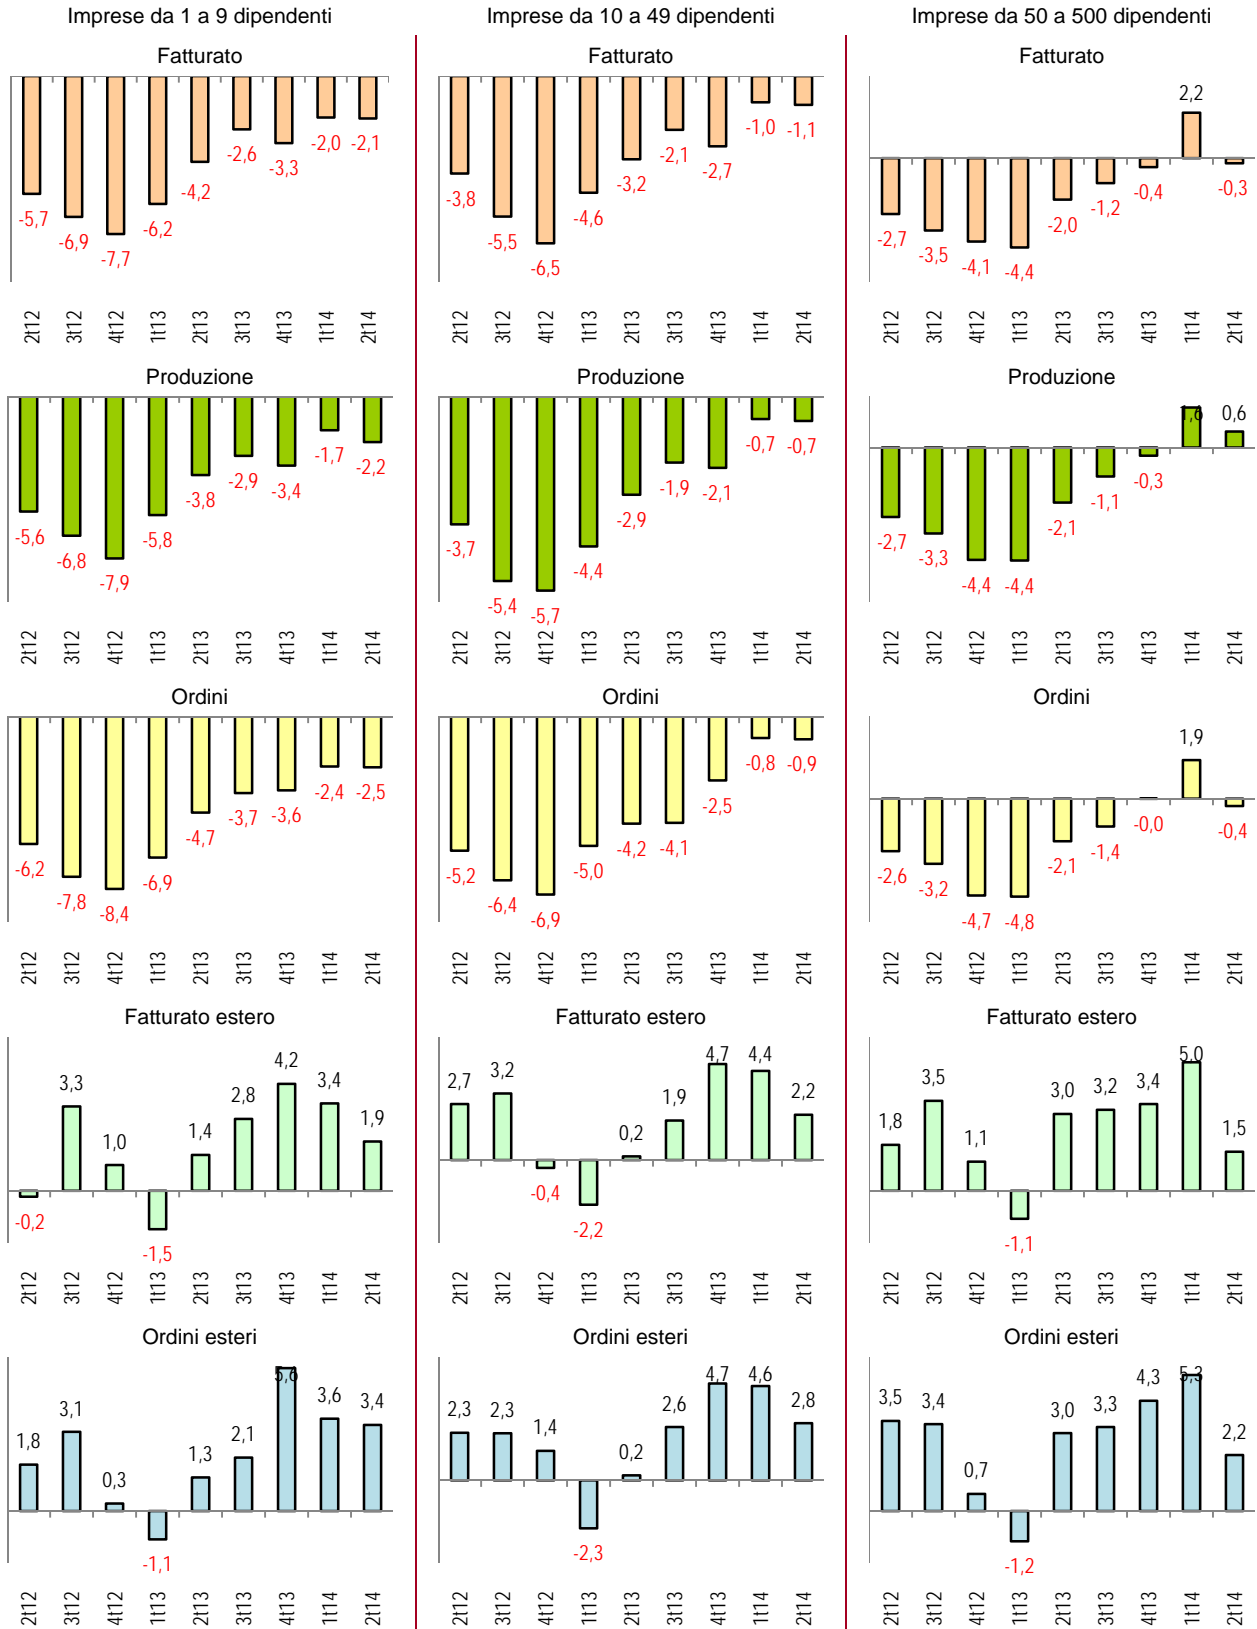 Imprese da 1 a 9 dipendenti
Fatturato
-5,7 -6,9 -7,7 -6,2 -4,2 -2,6 -3,3 -2,0 -2,1
2t12 3t12 4t12 1t13 2t13 3t13 4t13 1t14 2t14
Produzione
-5,6 -6,8 -7,9 -5,8 -3,8 -2,9 -3,4 -1,7 -2,2
2t12 3t12 4t12 1t13 2t13 3t13 4t13 1t14 2t14
Ordini
-6,2 -7,8 -8,4 -6,9 -4,7 -3,7 -3,6 -2,4 -2,5
2t12 3t12 4t12 1t13 2t13 3t13 4t13 1t14 2t14
Fatturato estero
-0,2 3,3 1,0 -1,5 1,4 2,8 4,2 3,4 1,9
2t12 3t12 4t12 1t13 2t13 3t13 4t13 1t14 2t14
Ordini esteri
1,8 3,1 0,3 -1,1 1,3 2,1 5,6 3,6 3,4
2t12 3t12 4t12 1t13 2t13 3t13 4t13 1t14 2t14
Imprese da 10 a 49 dipendenti
Fatturato
-3,8 -5,5 -6,5 -4,6 -3,2 -2,1 -2,7 -1,0 -1,1
2t12 3t12 4t12 1t13 2t13 3t13 4t13 1t14 2t14
Produzione
-3,7 -5,4 -5,7 -4,4 -2,9 -1,9 -2,1 -0,7 -0,7
2t12 3t12 4t12 1t13 2t13 3t13 4t13 1t14 2t14
Ordini
-5,2 -6,4 -6,9 -5,0 -4,2 -4,1 -2,5 -0,8 -0,9
2t12 3t12 4t12 1t13 2t13 3t13 4t13 1t14 2t14
Fatturato estero
2,7 3,2 -0,4 -2,2 0,2 1,9 4,7 4,4 2,2
2t12 3t12 4t12 1t13 2t13 3t13 4t13 1t14 2t14
Ordini esteri
2,3 2,3 1,4 -2,3 0,2 2,6 4,7 4,6 2,8
2t12 3t12 4t12 1t13 2t13 3t13 4t13 1t14 2t14
Imprese da 50 a 500 dipendenti
Fatturato
-2,7 -3,5 -4,1 -4,4 -2,0 -1,2 -0,4 2,2 -0,3
2t12 3t12 4t12 1t13 2t13 3t13 4t13 1t14 2t14
Produzione
-2,7 -3,3 -4,4 -4,4 -2,1 -1,1 -0,3 1,6 0,6
2t12 3t12 4t12 1t13 2t13 3t13 4t13 1t14 2t14
Ordini
-2,6 -3,2 -4,7 -4,8 -2,1 -1,4 -0,0 1,9 -0,4
2t12 3t12 4t12 1t13 2t13 3t13 4t13 1t14 2t14
Fatturato estero
1,8 3,5 1,1 -1,1 3,0 3,2 3,4 5,0 1,5
2t12 3t12 4t12 1t13 2t13 3t13 4t13 1t14 2t14
Ordini esteri
3,5 3,4 0,7 -1,2 3,0 3,3 4,3 5,3 2,2
2t12 3t12 4t12 1t13 2t13 3t13 4t13 1t14 2t14